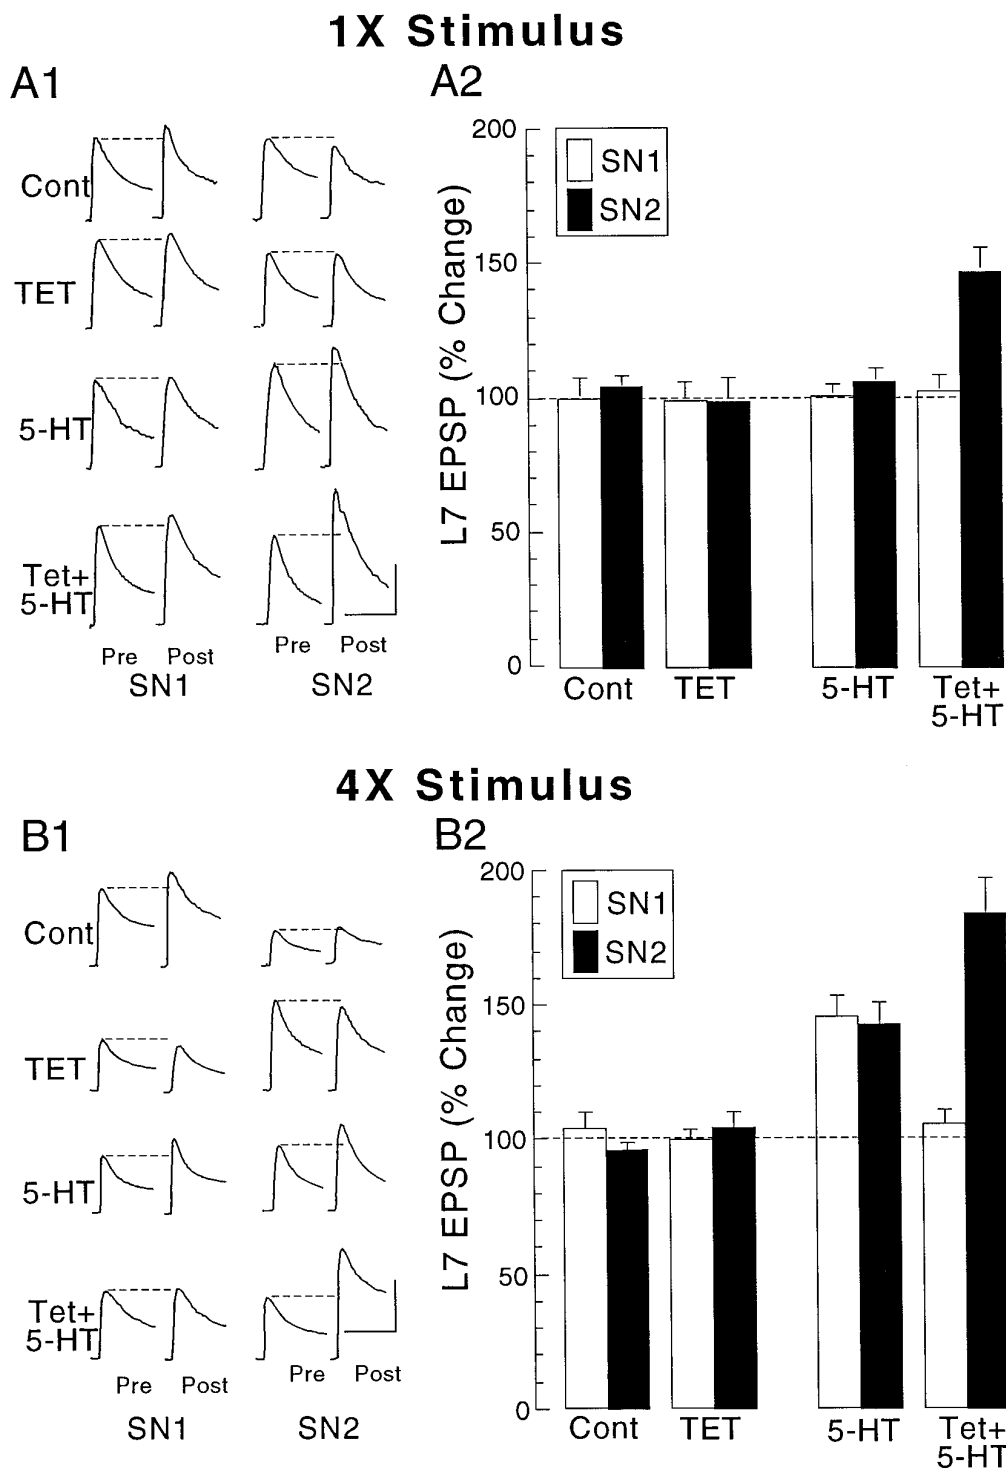 1X Stimulus
A1
Cont
TET
5-HT
Tet+
5-HT
Pre Post Pre Post
SN1 SN2
A2
L7 EPSP (% Change)
200
150
100
50
0
SN1
SN2
Cont TET 5-HT Tet+
5-HT
4X Stimulus
B1
Cont
TET
5-HT
Tet+
5-HT
Pre Post Pre Post
SN1 SN2
B2
L7 EPSP (% Change)
200
150
100
50
0
SN1
SN2
Cont TET 5-HT Tet+
5-HT